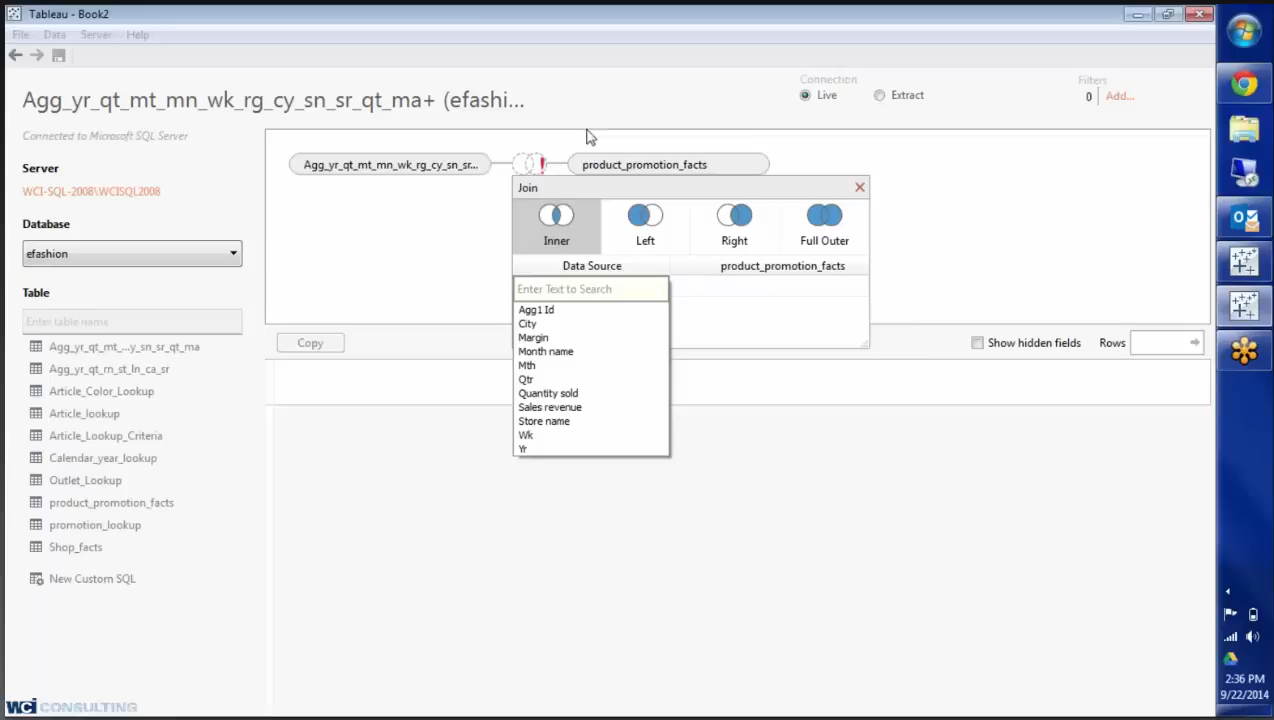 Tableau - Book2
File Data Server Help
Agg_yr_qt_mt_mn_wk_rg_cy_sn_sr_qt_ma+ (efashi...
Connection
Live
Extract
Filters
0
Add...
Connected to Microsoft SQL Server
Server
WCI-SQL-2008\WCISQL2008
Database
efashion
Table
Enter table name
Agg_yr_qt_mt_...y_sn_sr_qt_ma
Agg_yr_qt_rn_st_ln_ca_sr
Article_Color_Lookup
Article_lookup
Article_Lookup_Criteria
Calendar_year_lookup
Outlet_Lookup
product_promotion_facts
promotion_lookup
Shop_facts
New Custom SQL
Agg_yr_qt_mt_mn_wk_rg_cy_sn_sr...
product_promotion_facts
Join
Inner
Left
Right
Full Outer
Data Source
product_promotion_facts
Enter Text to Search
Agg1 Id
City
Margin
Month name
Mth
Qtr
Quantity sold
Sales revenue
Store name
Wk
Yr
Copy
Show hidden fields
Rows
2:36 PM
9/22/2014
WCI CONSULTING